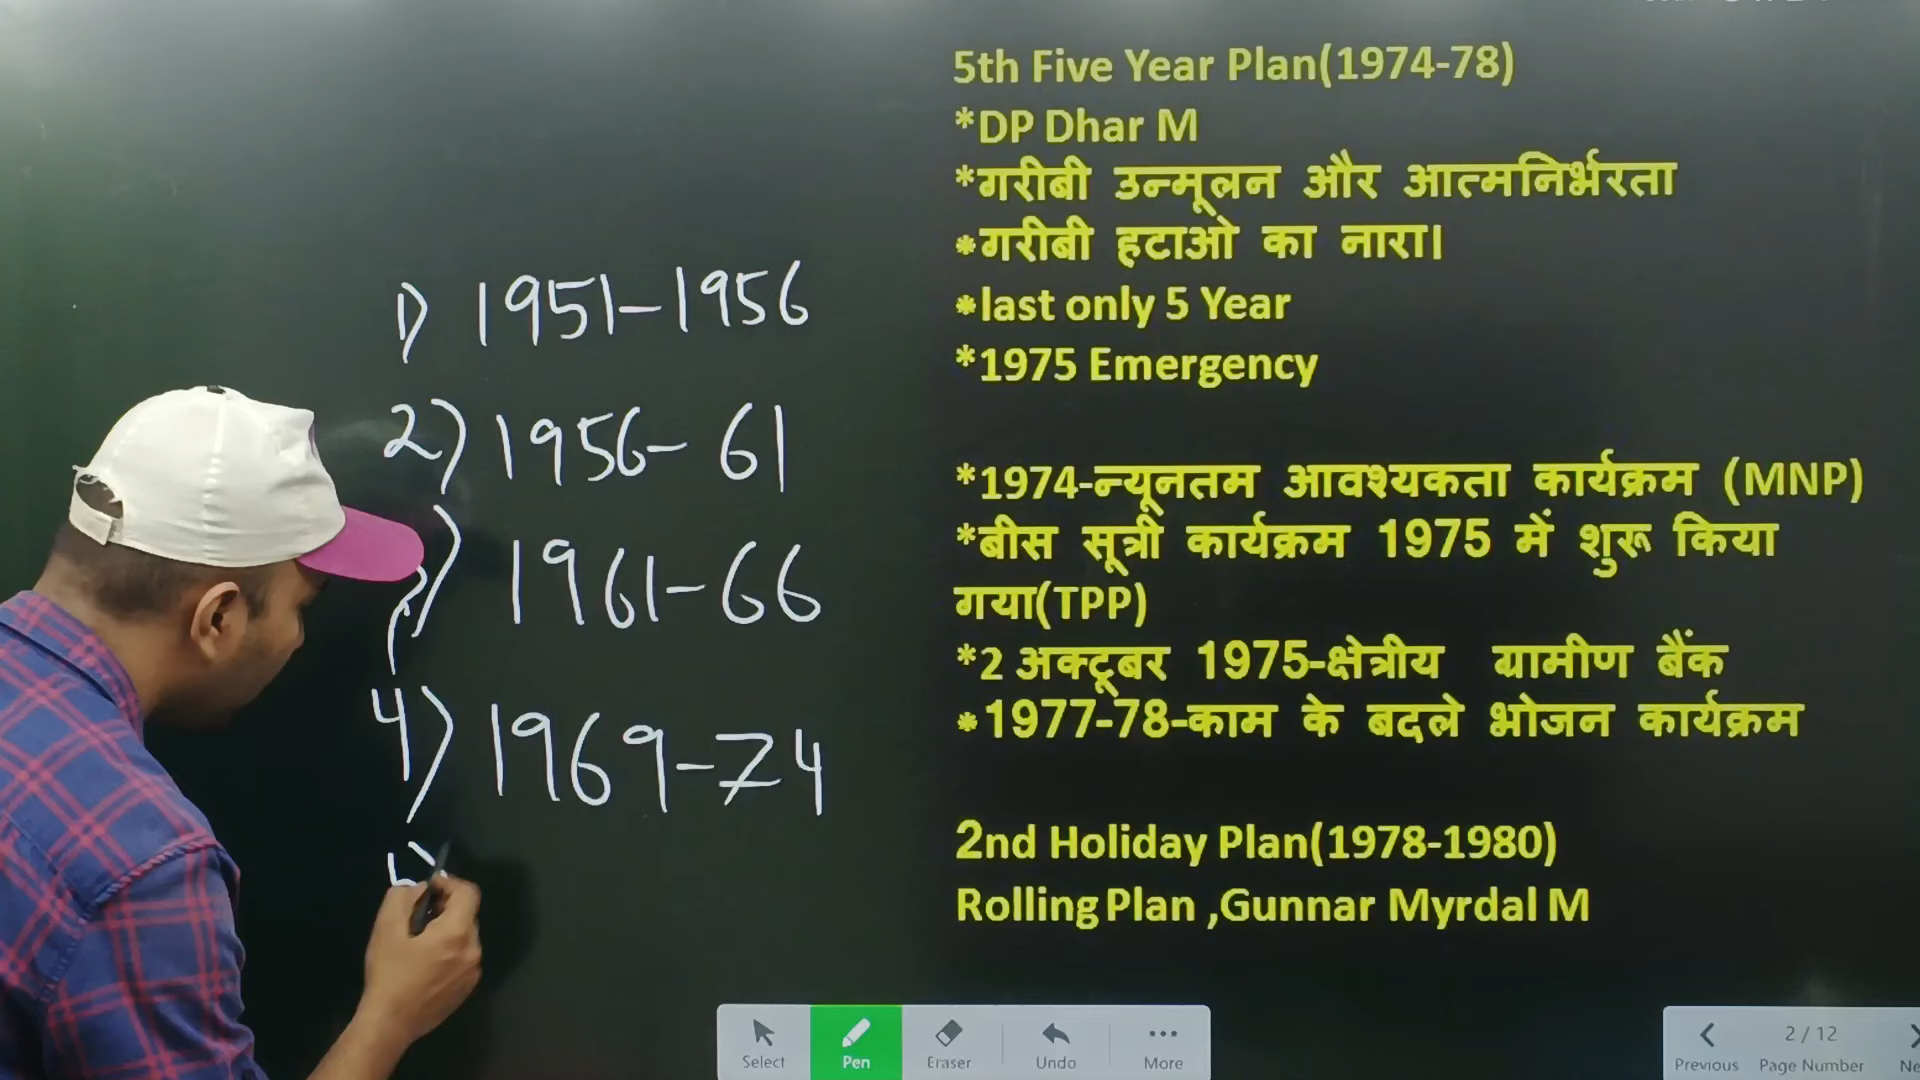 1) 1951-1956
2) 1956-61
) 1961-66
4) 1969-74
5th Five Year Plan(1974-78)
*DP Dhar M
*गरीबी उन्मूलन और आत्मनिर्भरता
*गरीबी हटाओ का नारा।
*last only 5 Year
*1975 Emergency
*1974-न्यूनतम आवश्यकता कार्यक्रम (MNP)
*बीस सूत्री कार्यक्रम 1975 में शुरू किया
गया(TPP)
*2 अक्टूबर 1975-क्षेत्रीय ग्रामीण बैंक
*1977-78-काम के बदले भोजन कार्यक्रम
2nd Holiday Plan(1978-1980)
Rolling Plan ,Gunnar Myrdal M
Select Pen Eraser Undo More
2 / 12
Previous Page Number